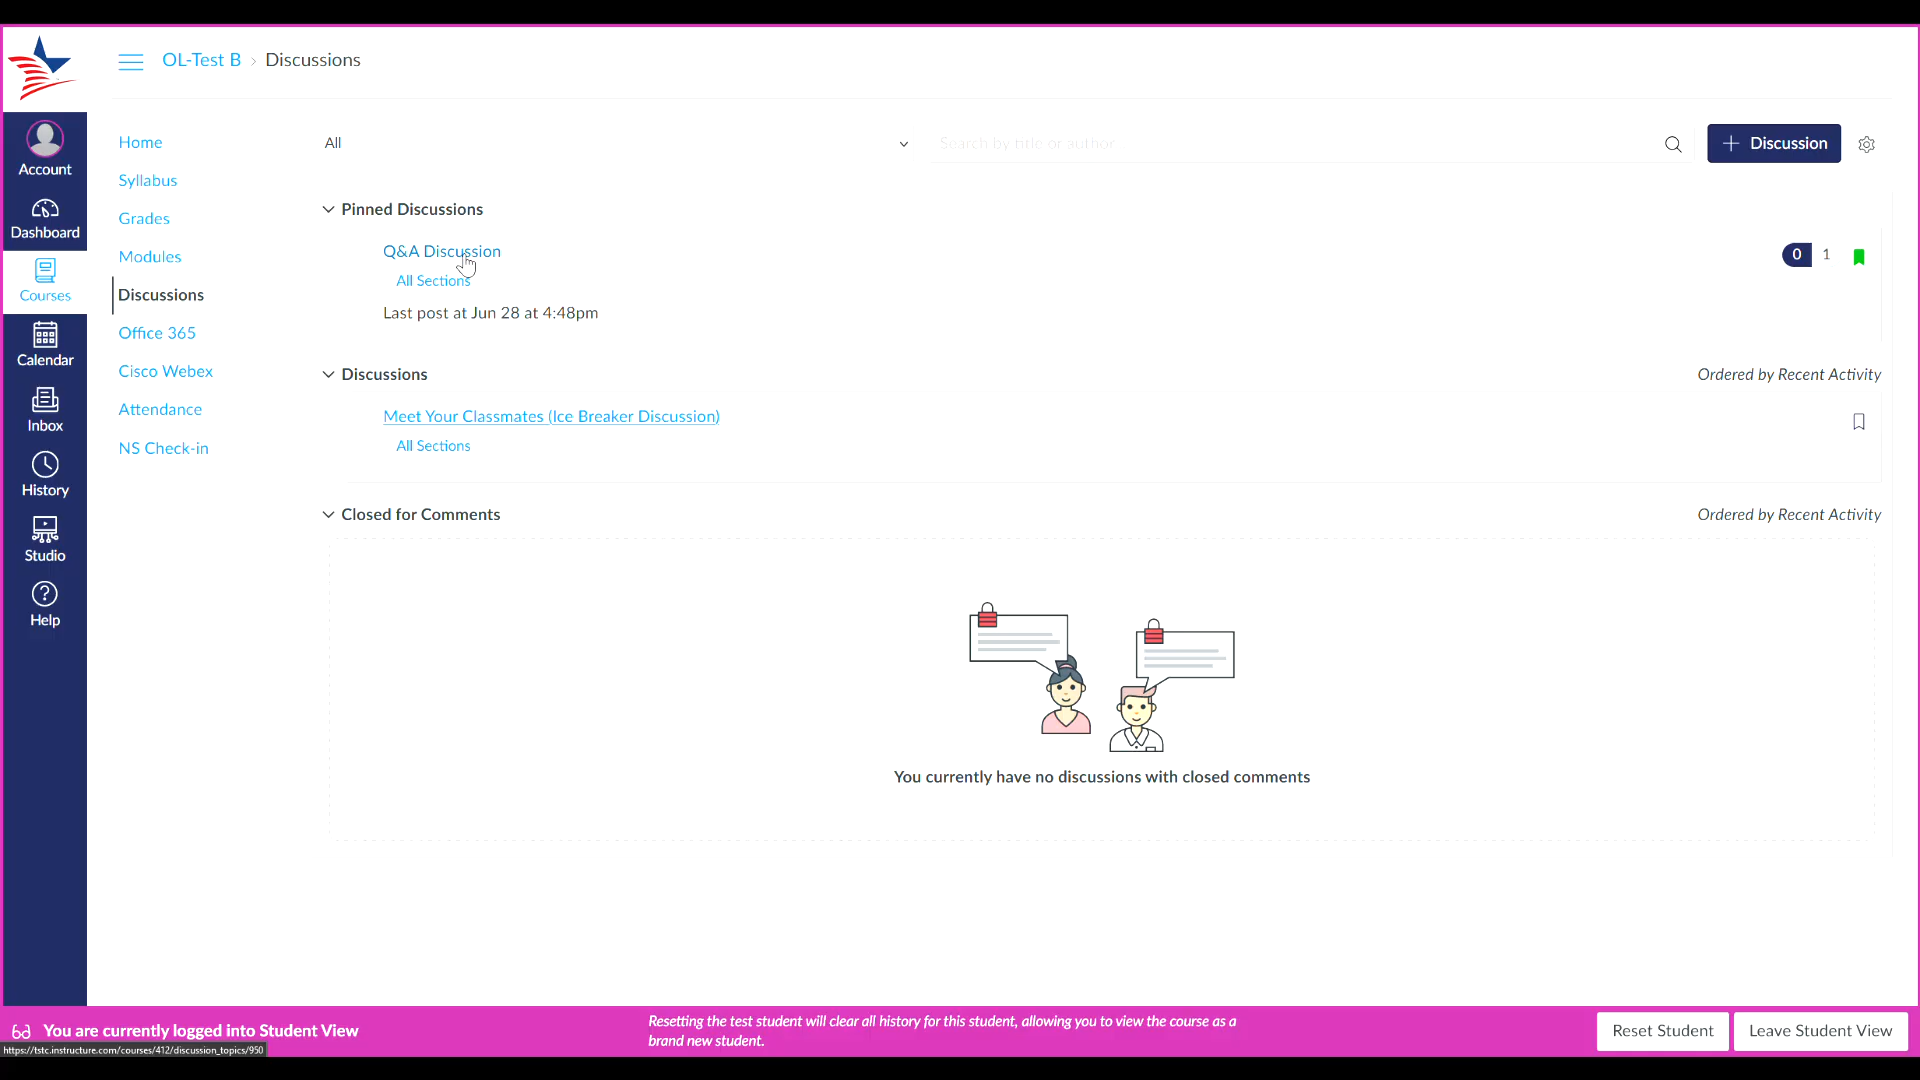 OL-Test B › Discussions
Account
Dashboard
Courses
Calendar
Inbox
History
Studio
Help
Home
Syllabus
Grades
Modules
Discussions
Office 365
Cisco Webex
Attendance
NS Check-in
All
Search by title or author
+ Discussion
Pinned Discussions
Q&A Discussion
0 1
All Sections
Last post at Jun 28 at 4:48pm
Discussions
Ordered by Recent Activity
Meet Your Classmates (Ice Breaker Discussion)
All Sections
Closed for Comments
Ordered by Recent Activity
You currently have no discussions with closed comments
You are currently logged into Student View
Resetting the test student will clear all history for this student, allowing you to view the course as a
brand new student.
Reset Student
Leave Student View
https://tstc.instructure.com/courses/412/discussion_topics/950